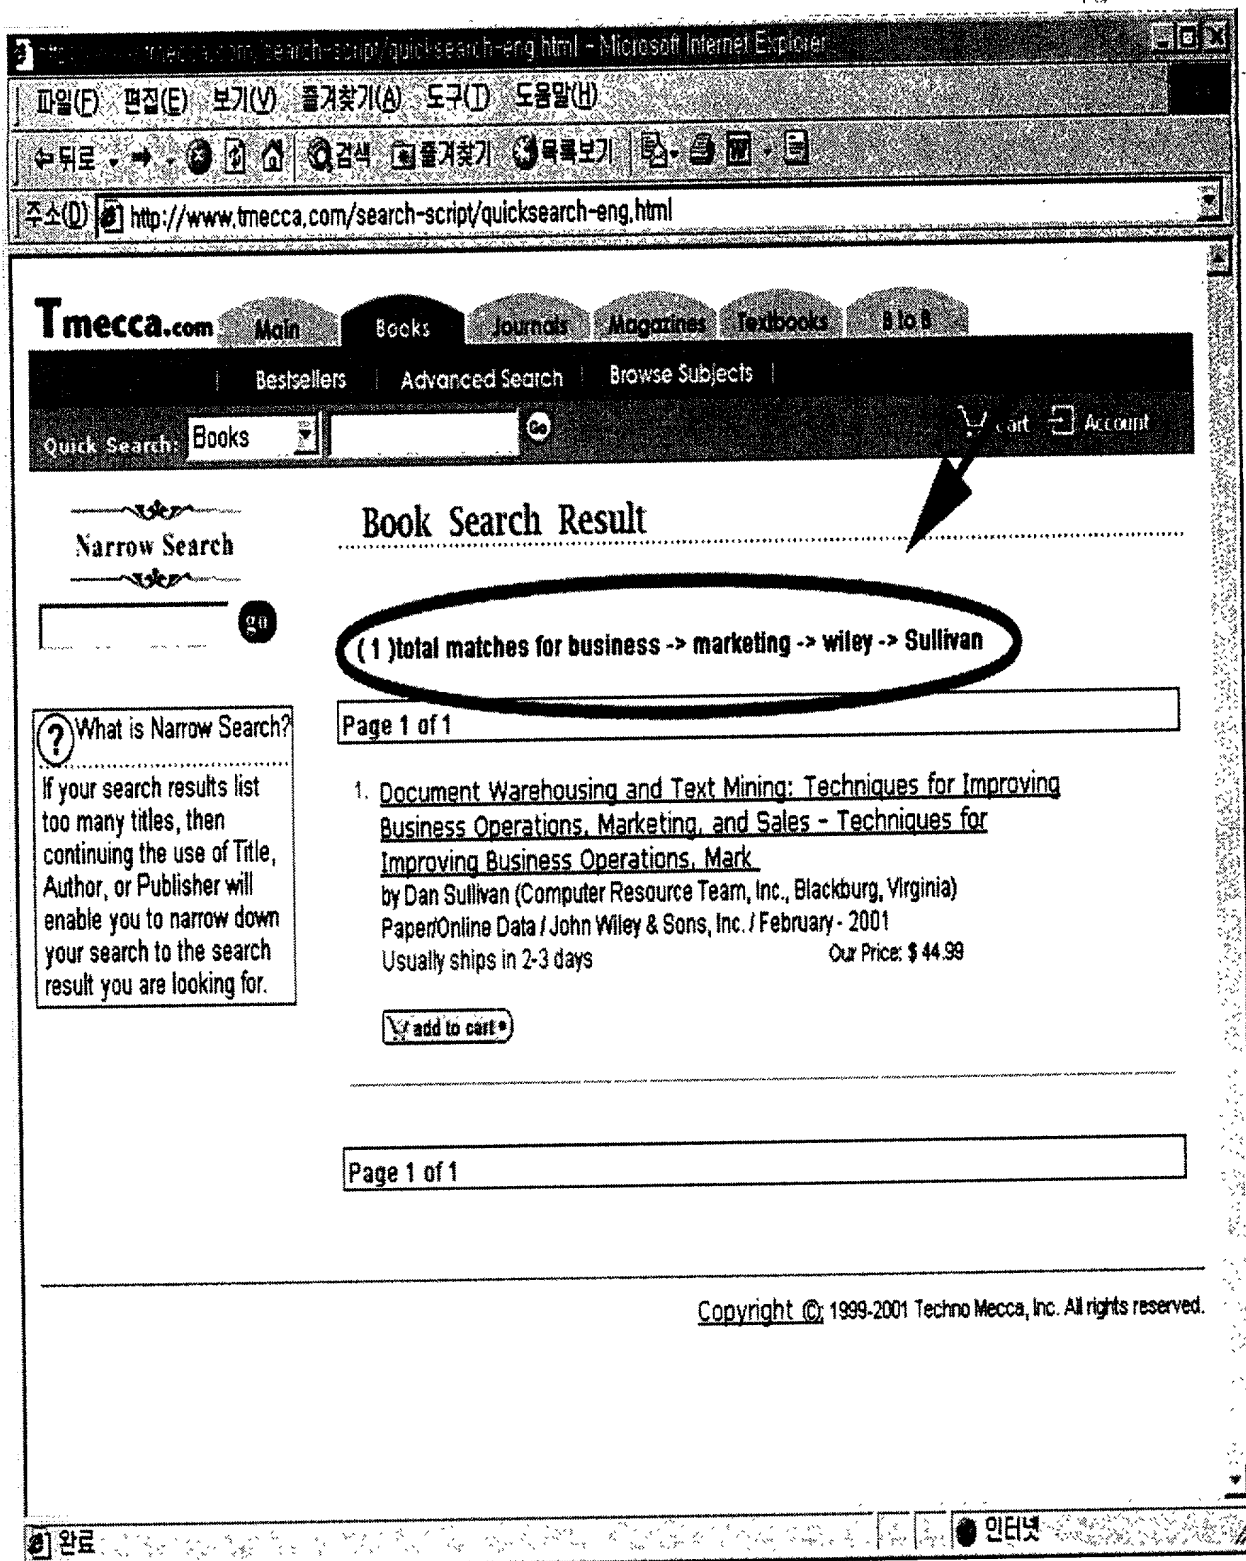 tmecca.com/search-script/quicksearch-eng.html - Microsoft Internet Explorer
파일(F) 편집(E) 보기(V) 즐겨찾기(A) 도구(T) 도움말(H)
뒤로 검색 즐겨찾기 목록보기
주소(D) http://www.tmecca.com/search-script/quicksearch-eng.html
Tmecca.com Main Books Journals Magazines Textbooks B to B
Bestsellers | Advanced Search | Browse Subjects |
Quick Search: Books Go Cart Account
Book Search Result
Narrow Search
go
( 1 )total matches for business -> marketing -> wiley -> Sullivan
Page 1 of 1
? What is Narrow Search?
If your search results list
too many titles, then
continuing the use of Title,
Author, or Publisher will
enable you to narrow down
your search to the search
result you are looking for.
1. Document Warehousing and Text Mining: Techniques for Improving
Business Operations, Marketing, and Sales - Techniques for
Improving Business Operations, Mark
by Dan Sullivan (Computer Resource Team, Inc., Blackburg, Virginia)
Paper/Online Data / John Wiley & Sons, Inc. / February - 2001
Usually ships in 2-3 days Our Price: $ 44.99
add to cart
Page 1 of 1
Copyright ©; 1999-2001 Techno Mecca, Inc. All rights reserved.
완료 인터넷